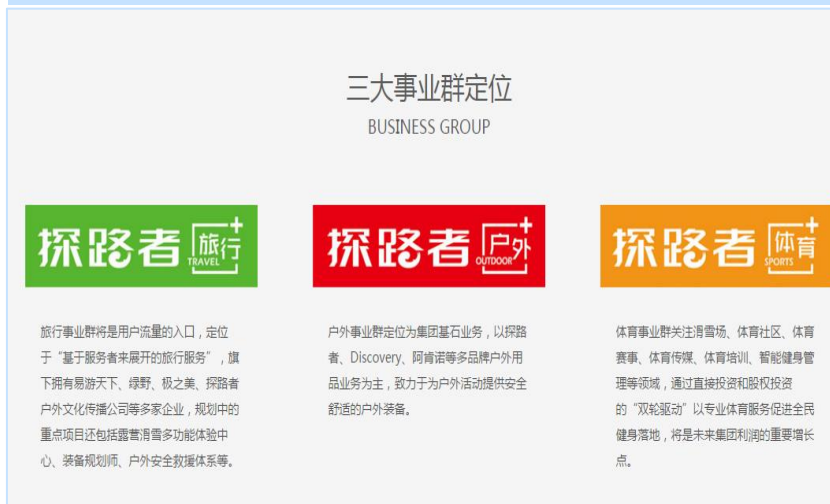 三大事业群定位
BUSINESS GROUP
探路者 旅行 + TRAVEL
探路者 户外 + OUTDOOR
探路者 体育 + SPORTS
旅行事业群将是用户流量的入口，定位
于“基于服务者来展开的旅行服务”，旗
下拥有易游天下、绿野、极之美、探路者
户外文化传播公司等多家企业，规划中的
重点项目还包括露营滑雪多功能体验中
心、装备规划师、户外安全救援体系等。
户外事业群定位为集团基石业务，以探路
者、Discovery、阿肯诺等多品牌户外用
品业务为主，致力于为户外活动提供安全
舒适的户外装备。
体育事业群关注滑雪场、体育社区、体育
赛事、体育传媒、体育培训、智能健身管
理等领域，通过直接投资和股权投资
的“双轮驱动”以专业体育服务促进全民
健身落地，将是未来集团利润的重要增长
点。